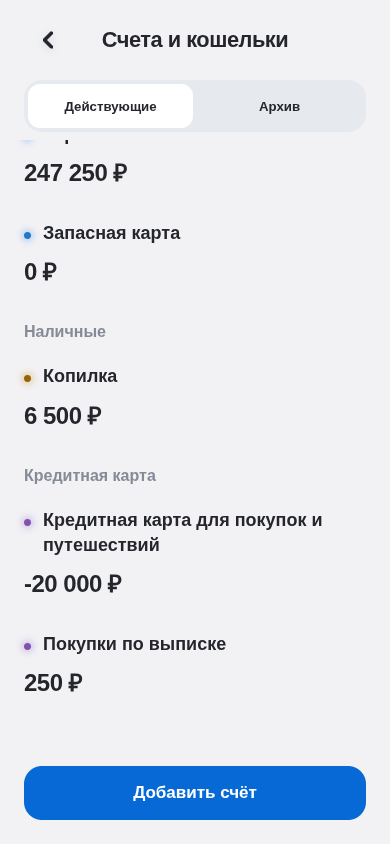 Счета и кошельки
Действующие
Архив
247 250 ₽
Запасная карта
0 ₽
Наличные
Копилка
6 500 ₽
Кредитная карта
Кредитная карта для покупок и
путешествий
-20 000 ₽
Покупки по выписке
250 ₽
Добавить счёт